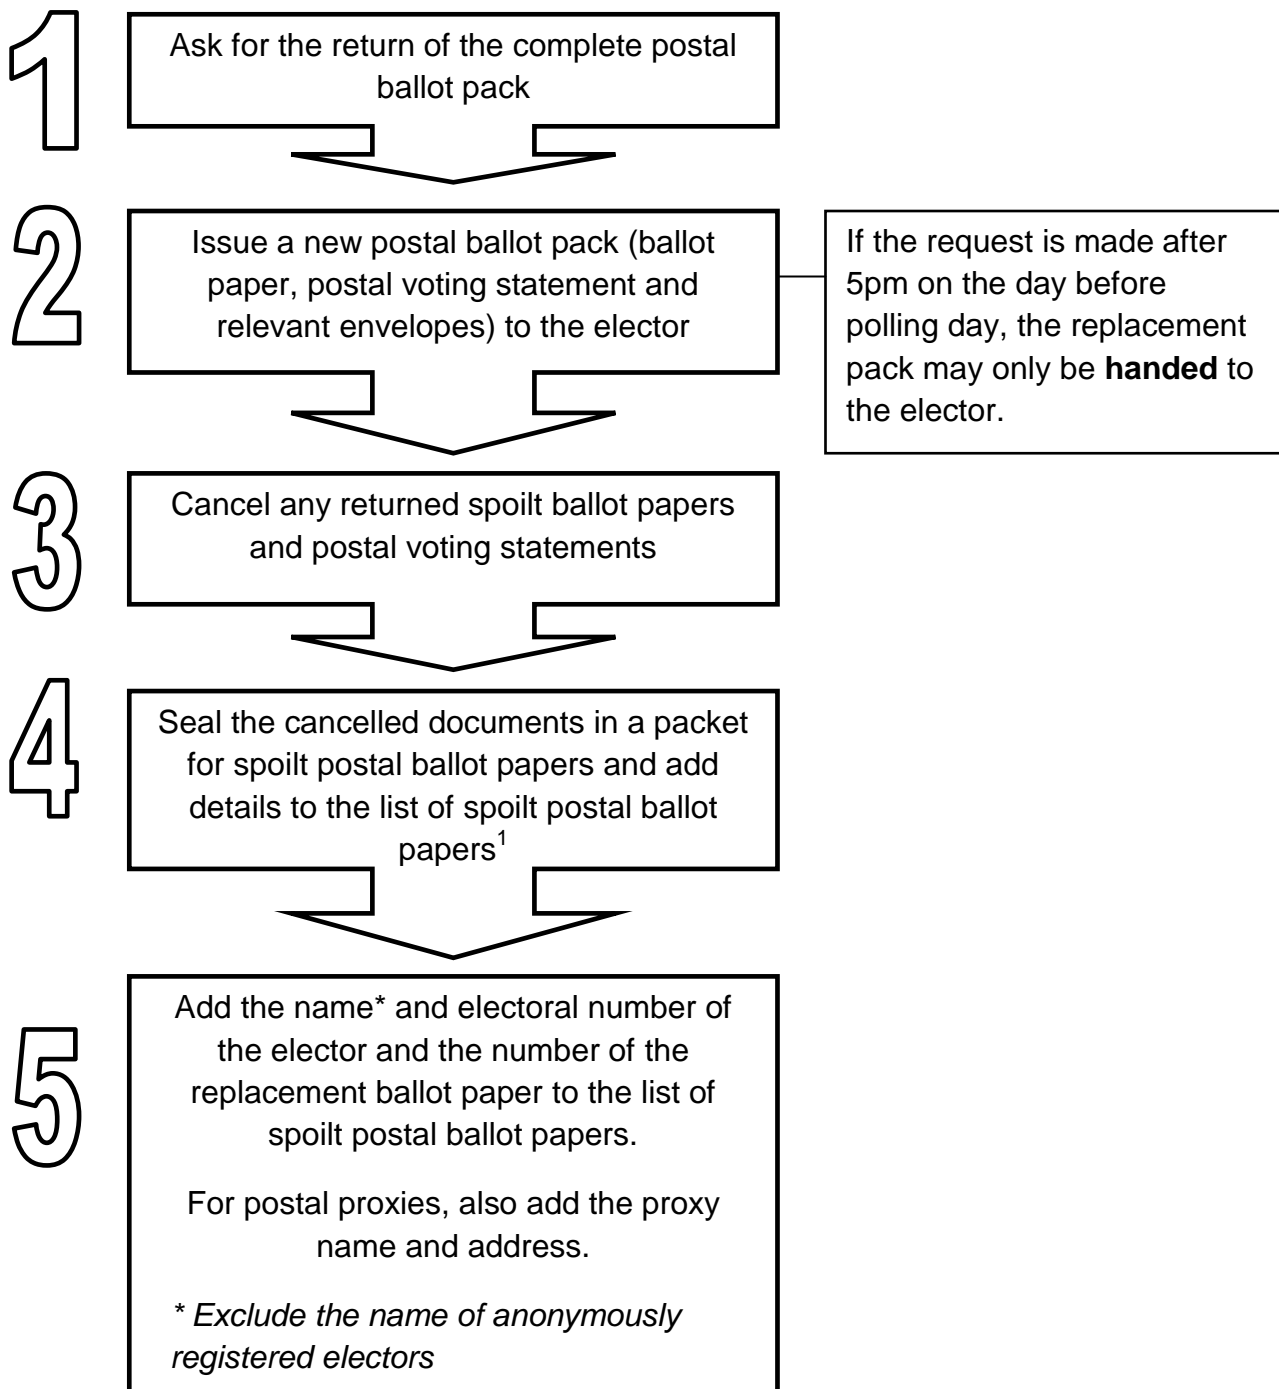 1
Ask for the return of the complete postal
ballot pack
2
Issue a new postal ballot pack (ballot
paper, postal voting statement and
relevant envelopes) to the elector
If the request is made after
5pm on the day before
polling day, the replacement
pack may only be handed to
the elector.
3
Cancel any returned spoilt ballot papers
and postal voting statements
4
Seal the cancelled documents in a packet
for spoilt postal ballot papers and add
details to the list of spoilt postal ballot
papers¹
5
Add the name* and electoral number of
the elector and the number of the
replacement ballot paper to the list of
spoilt postal ballot papers.
For postal proxies, also add the proxy
name and address.
* Exclude the name of anonymously
registered electors